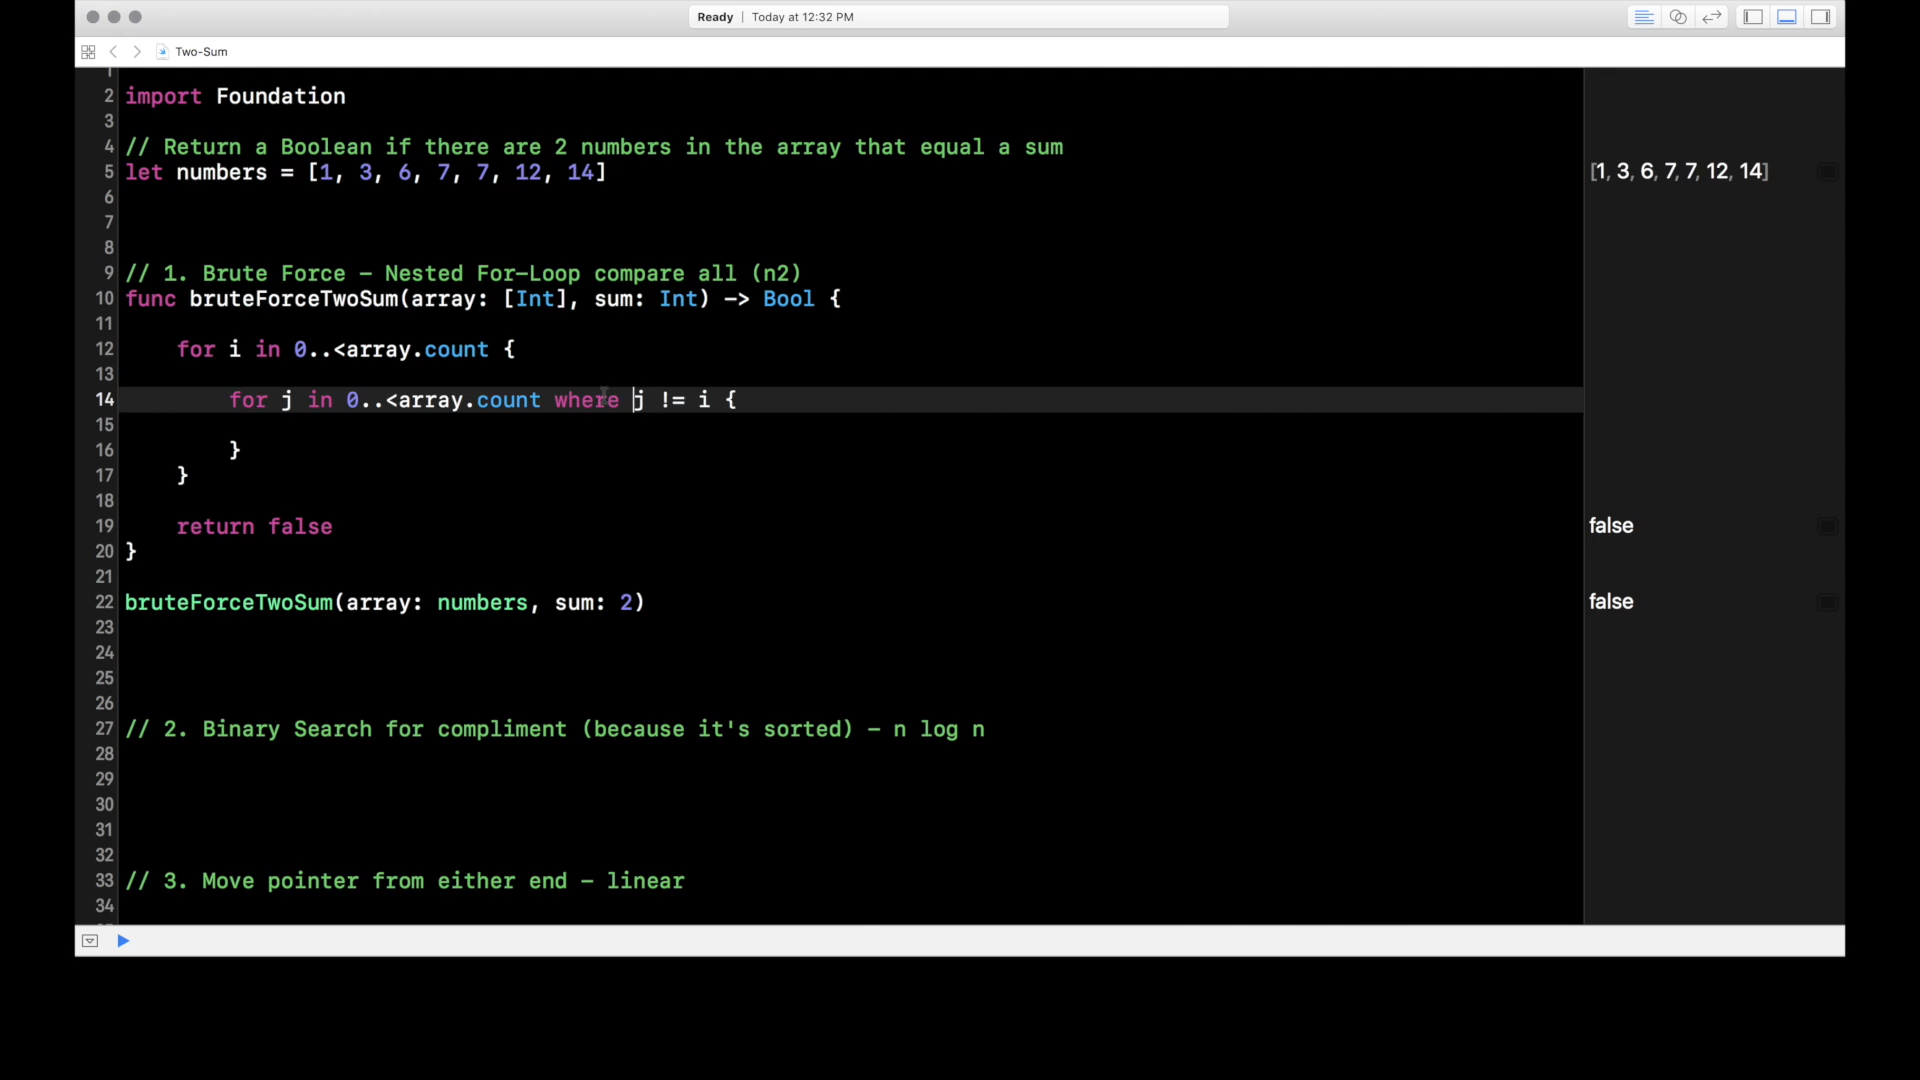 Ready | Today at 12:32 PM
Two-Sum
1
2 import Foundation
3
4 // Return a Boolean if there are 2 numbers in the array that equal a sum
5 let numbers = [1, 3, 6, 7, 7, 12, 14] [1, 3, 6, 7, 7, 12, 14]
6
7
8
9 // 1. Brute Force – Nested For–Loop compare all (n2)
10 func bruteForceTwoSum(array: [Int], sum: Int) -> Bool {
11
12 for i in 0..<array.count {
13
14 for j in 0..<array.count where j != i {
15
16 }
17 }
18
19 return false false
20 }
21
22 bruteForceTwoSum(array: numbers, sum: 2) false
23
24
25
26
27 // 2. Binary Search for compliment (because it's sorted) – n log n
28
29
30
31
32
33 // 3. Move pointer from either end – linear
34